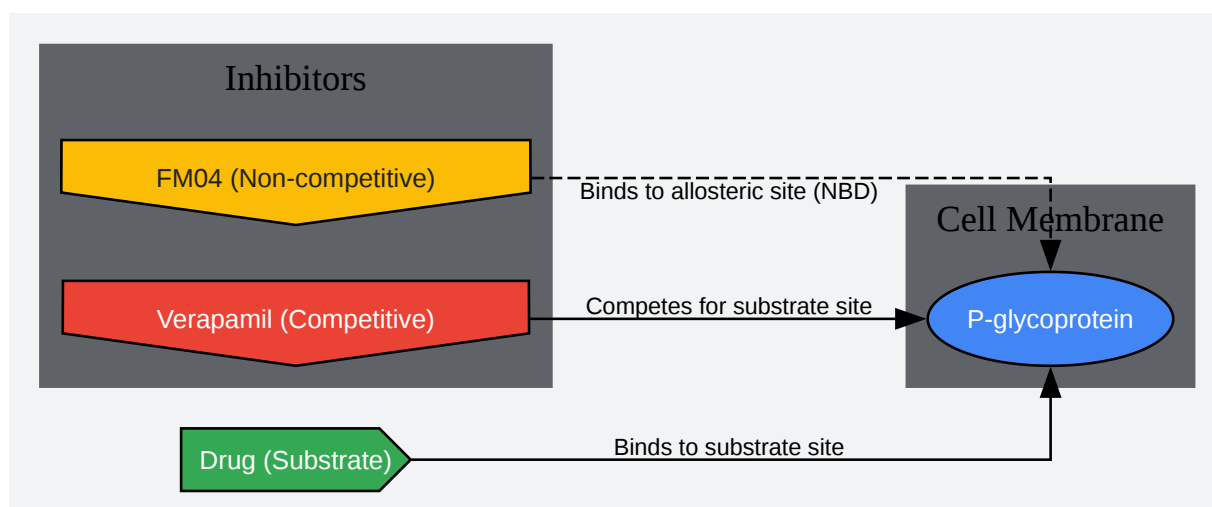 Inhibitors
FM04 (Non-competitive)
Binds to allosteric site (NBD)
Cell Membrane
Verapamil (Competitive)
Competes for substrate site
P-glycoprotein
Drug (Substrate)
Binds to substrate site